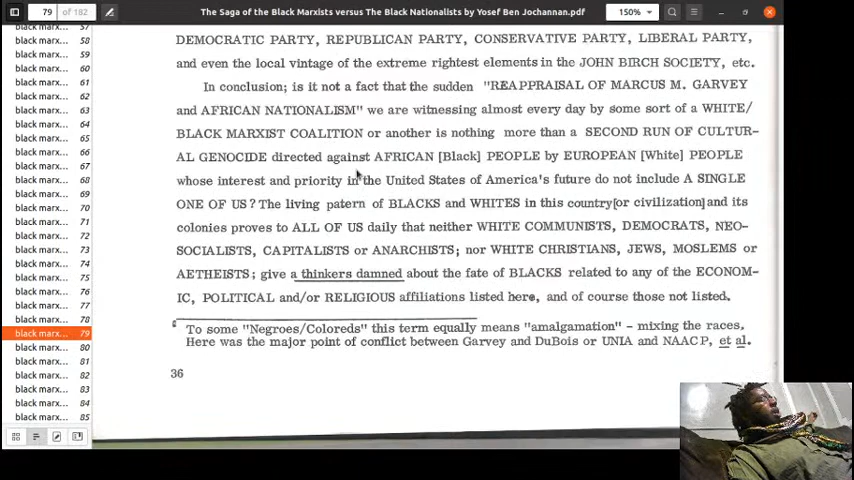 79 of 182
The Saga of the Black Marxists versus The Black Nationalists by Yosef Ben Jochannan.pdf
150%
black marx... 57
black marx... 58
black marx... 59
black marx... 60
black marx... 61
black marx... 62
black marx... 63
black marx... 64
black marx... 65
black marx... 66
black marx... 67
black marx... 68
black marx... 69
black marx... 70
black marx... 71
black marx... 72
black marx... 73
black marx... 74
black marx... 75
black marx... 76
black marx... 77
black marx... 78
black marx... 79
black marx... 80
black marx... 81
black marx... 82
black marx... 83
black marx... 84
black marx... 85
DEMOCRATIC PARTY, REPUBLICAN PARTY, CONSERVATIVE PARTY, LIBERAL PARTY,
and even the local vintage of the extreme rightest elements in the JOHN BIRCH SOCIETY, etc.
In conclusion; is it not a fact that the sudden "REAPPRAISAL OF MARCUS M. GARVEY
and AFRICAN NATIONALISM" we are witnessing almost every day by some sort of a WHITE/
BLACK MARXIST COALITION or another is nothing more than a SECOND RUN OF CULTUR-
AL GENOCIDE directed against AFRICAN [Black] PEOPLE by EUROPEAN [White] PEOPLE
whose interest and priority in the United States of America's future do not include A SINGLE
ONE OF US? The living patern of BLACKS and WHITES in this country[or civilization]and its
colonies proves to ALL OF US daily that neither WHITE COMMUNISTS, DEMOCRATS, NEO-
SOCIALISTS, CAPITALISTS or ANARCHISTS; nor WHITE CHRISTIANS, JEWS, MOSLEMS or
AETHEISTS; give a thinkers damned about the fate of BLACKS related to any of the ECONOM-
IC, POLITICAL and/or RELIGIOUS affiliations listed here, and of course those not listed.
To some "Negroes/Coloreds" this term equally means "amalgamation" - mixing the races.
Here was the major point of conflict between Garvey and DuBois or UNIA and NAACP, et al.
36